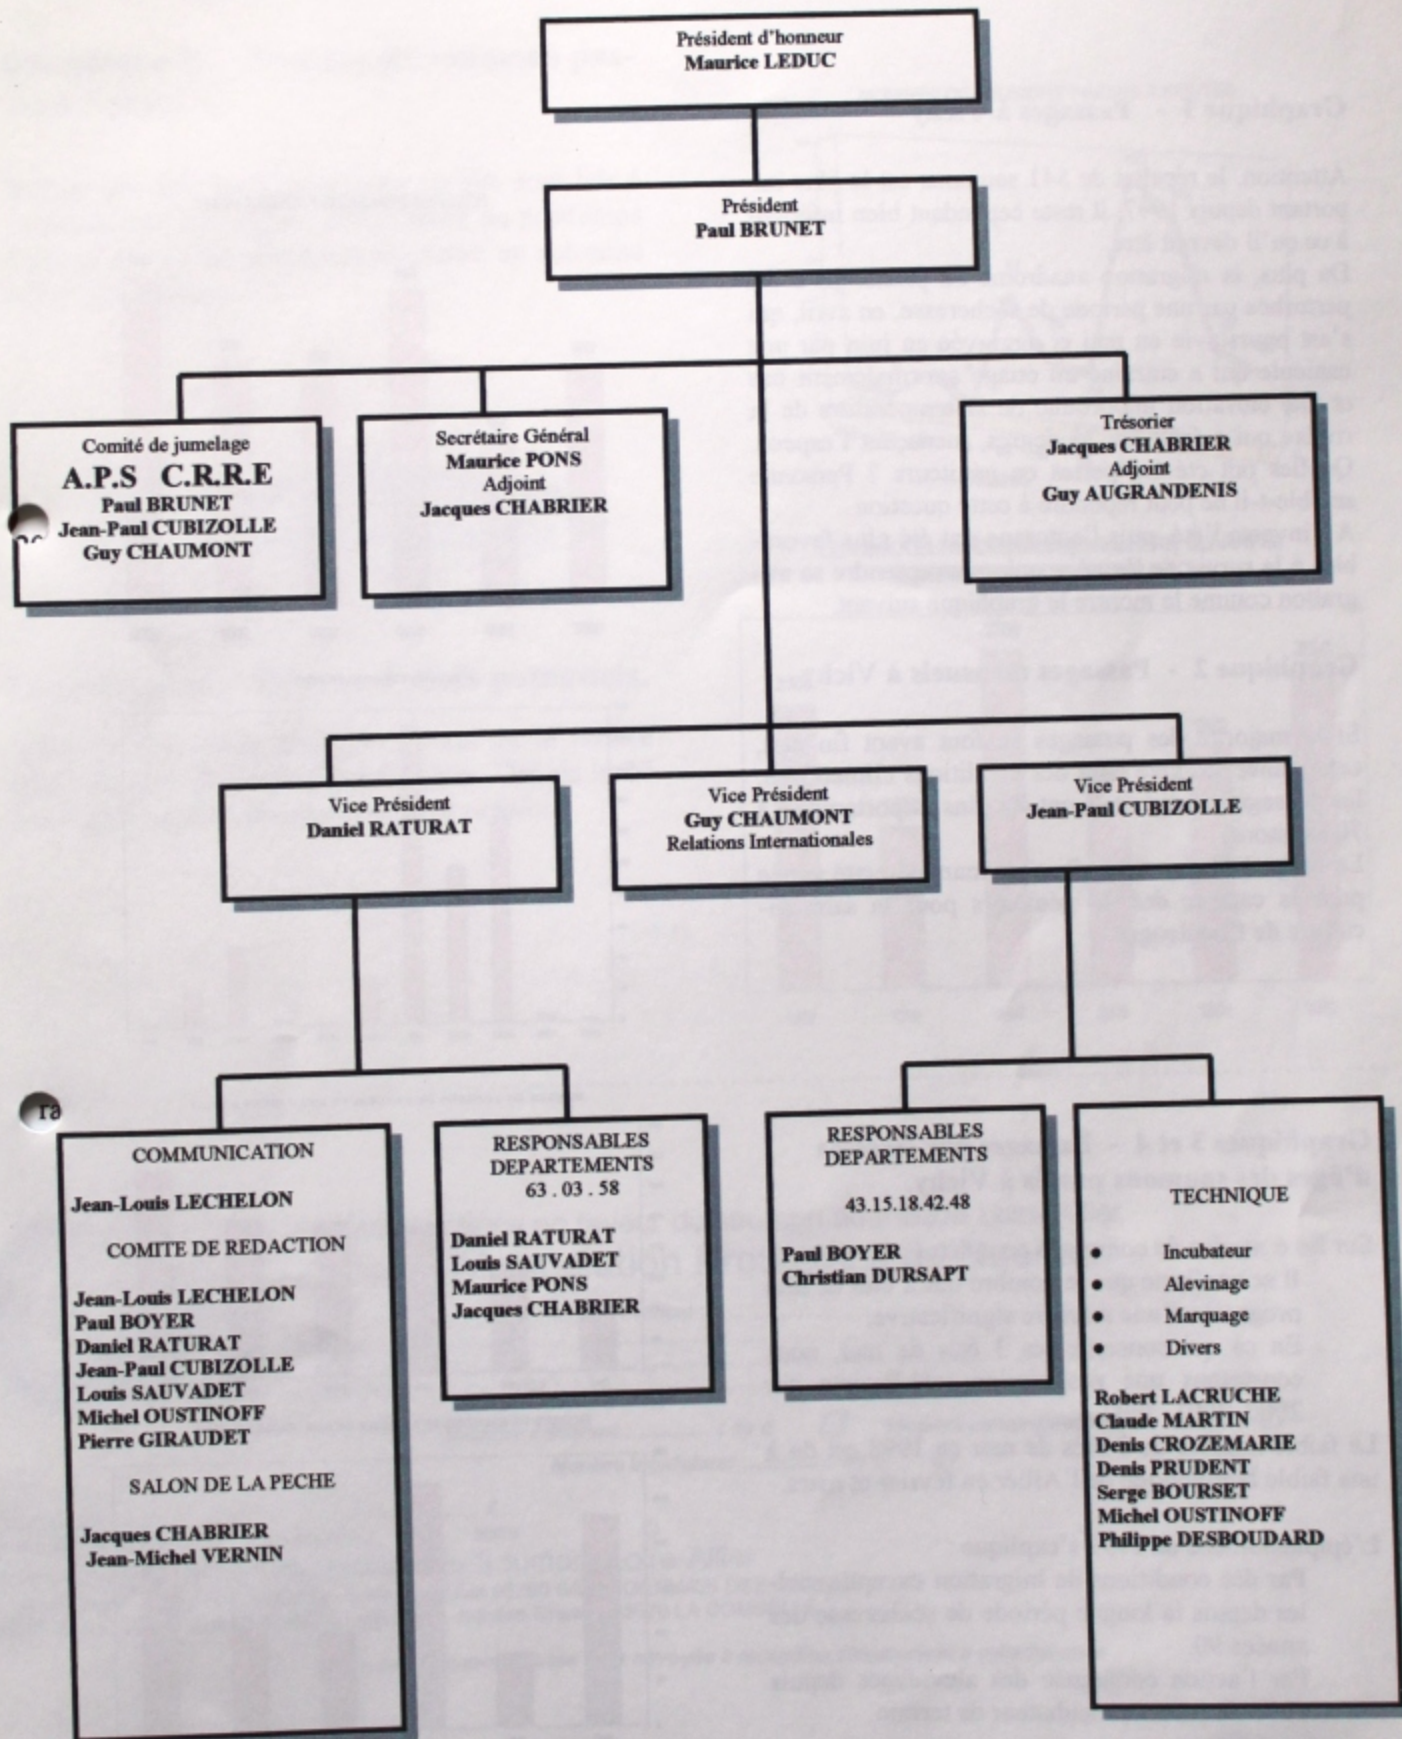 Président d'honneur
Maurice LEDUC
Président
Paul BRUNET
Comité de jumelage
A.P.S C.R.R.E
Paul BRUNET
Jean-Paul CUBIZOLLE
Guy CHAUMONT
Secrétaire Général
Maurice PONS
Adjoint
Jacques CHABRIER
Trésorier
Jacques CHABRIER
Adjoint
Guy AUGRANDENIS
Vice Président
Daniel RATURAT
Vice Président
Guy CHAUMONT
Relations Internationales
Vice Président
Jean-Paul CUBIZOLLE
COMMUNICATION
Jean-Louis LECHELON
COMITE DE REDACTION
Jean-Louis LECHELON
Paul BOYER
Daniel RATURAT
Jean-Paul CUBIZOLLE
Louis SAUVADET
Michel OUSTINOFF
Pierre GIRAUDET
SALON DE LA PECHE
Jacques CHABRIER
Jean-Michel VERNIN
RESPONSABLES
DEPARTEMENTS
63 . 03 . 58
Daniel RATURAT
Louis SAUVADET
Maurice PONS
Jacques CHABRIER
RESPONSABLES
DEPARTEMENTS
43.15.18.42.48
Paul BOYER
Christian DURSAPT
TECHNIQUE
• Incubateur
• Alevinage
• Marquage
• Divers
Robert LACRUCHE
Claude MARTIN
Denis CROZEMARIE
Denis PRUDENT
Serge BOURSET
Michel OUSTINOFF
Philippe DESBOUDARD